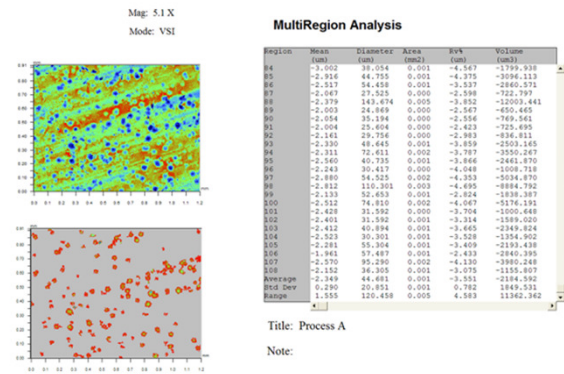 Mag: 5.1 X
Mode: VSI
MultiRegion Analysis
Region Mean Diameter Area Rv% Volume
(um) (um) (mm2) (um) (um3)
84 -3.002 38.054 0.001 -4.567 -1799.938
85 -2.916 44.755 0.001 -4.375 -3096.113
86 -2.517 54.458 0.001 -3.537 -2860.571
87 -3.067 27.525 0.000 -2.598 -722.797
88 -2.379 143.674 0.005 -3.852 -12003.441
89 -2.003 24.869 0.000 -2.567 -650.465
90 -2.054 35.194 0.000 -2.556 -769.561
91 -2.004 25.604 0.000 -2.423 -725.695
92 -2.161 29.756 0.000 -2.983 -836.811
93 -2.330 48.645 0.001 -3.859 -2503.165
94 -2.311 72.611 0.002 -3.787 -3550.267
95 -2.560 40.735 0.001 -3.866 -2461.870
96 -2.243 30.417 0.000 -4.048 -1008.718
97 -2.880 54.525 0.002 -4.353 -5034.870
98 -2.812 110.301 0.003 -4.695 -8884.792
99 -2.133 52.653 0.001 -2.824 -1838.387
100 -2.512 74.810 0.002 -4.067 -5176.191
101 -2.428 31.592 0.000 -3.704 -1000.648
102 -2.401 31.592 0.001 -3.314 -1589.020
103 -2.412 40.894 0.001 -3.665 -2349.824
104 -2.523 30.301 0.001 -3.528 -1354.902
105 -2.281 55.304 0.001 -3.409 -2193.438
106 -1.961 57.487 0.001 -2.433 -2840.395
107 -2.570 95.290 0.002 -4.130 -3980.248
108 -2.152 36.305 0.001 -3.075 -1155.807
Average -2.349 44.681 0.001 -3.551 -2184.592
Std Dev 0.290 20.851 0.001 0.782 1849.531
Range 1.555 120.458 0.005 4.583 11362.362
Title: Process A
Note: